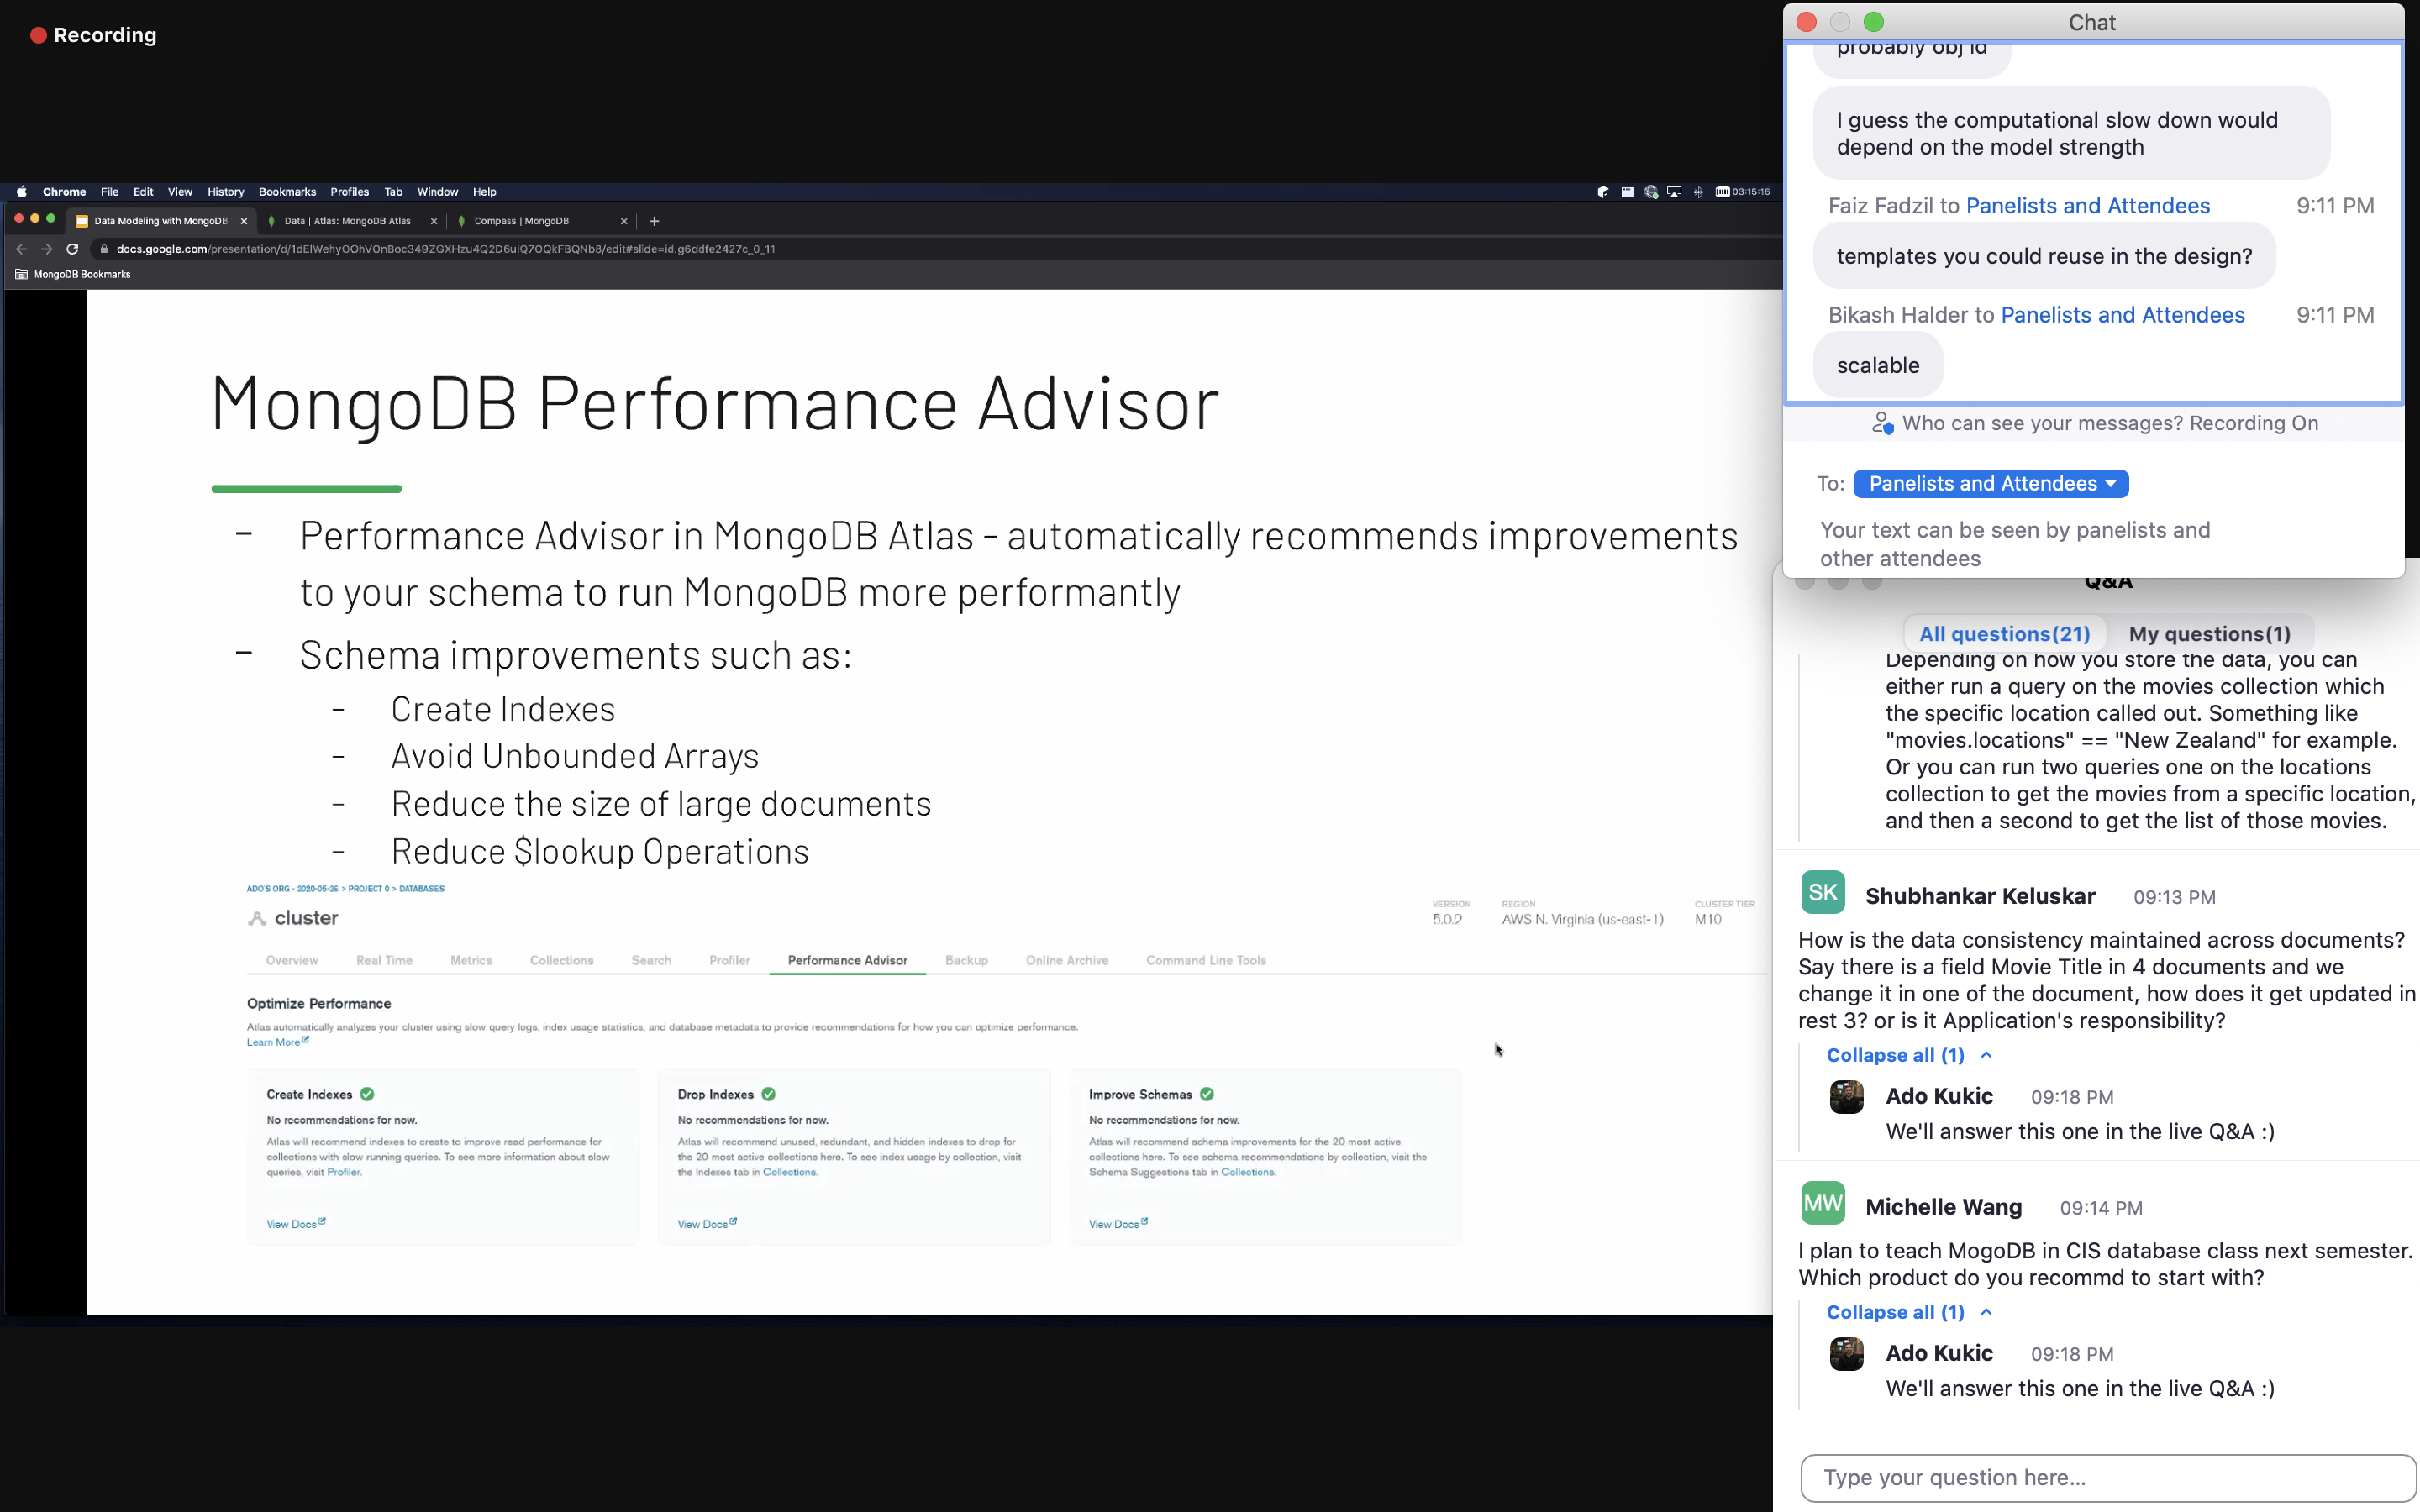 Recording
Chrome File Edit View History Bookmarks Profiles Tab Window Help
03:15:16
Data Modeling with MongoDB
Data | Atlas: MongoDB Atlas
Compass | MongoDB
docs.google.com/presentation/d/1dElWehyOOhVOnBoc349ZGXHzu4Q2D6uiQ7OQkFBQNb8/edit#slide=id.g6ddfe2427c_0_11
MongoDB Bookmarks
MongoDB Performance Advisor
- Performance Advisor in MongoDB Atlas - automatically recommends improvements
to your schema to run MongoDB more performantly
- Schema improvements such as:
- Create Indexes
- Avoid Unbounded Arrays
- Reduce the size of large documents
- Reduce $lookup Operations
ADO'S ORG - 2020-05-26 > PROJECT 0 > DATABASES
cluster
VERSION
5.0.2
REGION
AWS N. Virginia (us-east-1)
CLUSTER TIER
M10
Overview Real Time Metrics Collections Search Profiler Performance Advisor Backup Online Archive Command Line Tools
Optimize Performance
Atlas automatically analyzes your cluster using slow query logs, index usage statistics, and database metadata to provide recommendations for how you can optimize performance.
Learn More
Create Indexes
No recommendations for now.
Atlas will recommend indexes to create to improve read performance for
collections with slow running queries. To see more information about slow
queries, visit Profiler.
View Docs
Drop Indexes
No recommendations for now.
Atlas will recommend unused, redundant, and hidden indexes to drop for
the 20 most active collections here. To see index usage by collection, visit
the Indexes tab in Collections.
View Docs
Improve Schemas
No recommendations for now.
Atlas will recommend schema improvements for the 20 most active
collections here. To see schema recommendations by collection, visit the
Schema Suggestions tab in Collections.
View Docs
Chat
probably obj id
I guess the computational slow down would
depend on the model strength
Faiz Fadzil to Panelists and Attendees 9:11 PM
templates you could reuse in the design?
Bikash Halder to Panelists and Attendees 9:11 PM
scalable
Who can see your messages? Recording On
To: Panelists and Attendees
Your text can be seen by panelists and
other attendees
Q&A
All questions(21) My questions(1)
Depending on how you store the data, you can
either run a query on the movies collection which
the specific location called out. Something like
"movies.locations" == "New Zealand" for example.
Or you can run two queries one on the locations
collection to get the movies from a specific location,
and then a second to get the list of those movies.
SK
Shubhankar Keluskar 09:13 PM
How is the data consistency maintained across documents?
Say there is a field Movie Title in 4 documents and we
change it in one of the document, how does it get updated in
rest 3? or is it Application's responsibility?
Collapse all (1)
Ado Kukic 09:18 PM
We'll answer this one in the live Q&A :)
MW
Michelle Wang 09:14 PM
I plan to teach MogoDB in CIS database class next semester.
Which product do you recommd to start with?
Collapse all (1)
Ado Kukic 09:18 PM
We'll answer this one in the live Q&A :)
Type your question here...